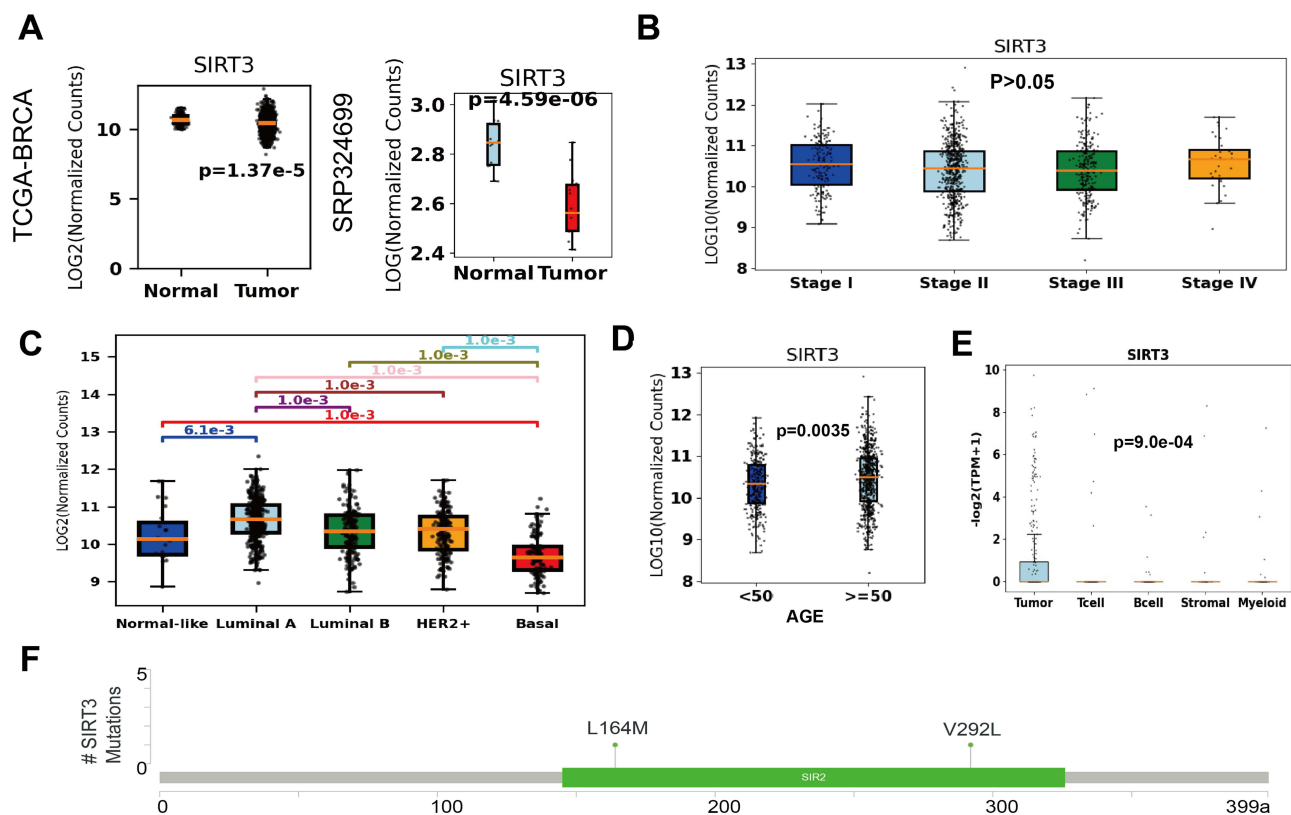 A
TCGA-BRCA
SIRT3
LOG2(Normalized Counts)
10
5
0
p=1.37e-5
Normal Tumor
SRP324699
SIRT3
LOG(Normalized Counts)
p=4.59e-06
3.0
2.8
2.6
2.4
Normal Tumor
B
SIRT3
LOG10(Normalized Counts)
P>0.05
13
12
11
10
9
8
Stage I Stage II Stage III Stage IV
C
LOG2(Normalized Counts)
15
14
13
12
11
10
9
1.0e-3
1.0e-3
1.0e-3
1.0e-3
1.0e-3
1.0e-3
6.1e-3
Normal-like Luminal A Luminal B HER2+ Basal
D
SIRT3
LOG10(Normalized Counts)
13
12
11
10
9
8
p=0.0035
<50 >=50
AGE
E
SIRT3
-log2(TPM+1)
10
8
6
4
2
0
p=9.0e-04
Tumor Tcell Bcell Stromal Myeloid
F
# SIRT3
Mutations
5
0
L164M V292L
SIR2
0 100 200 300 399a